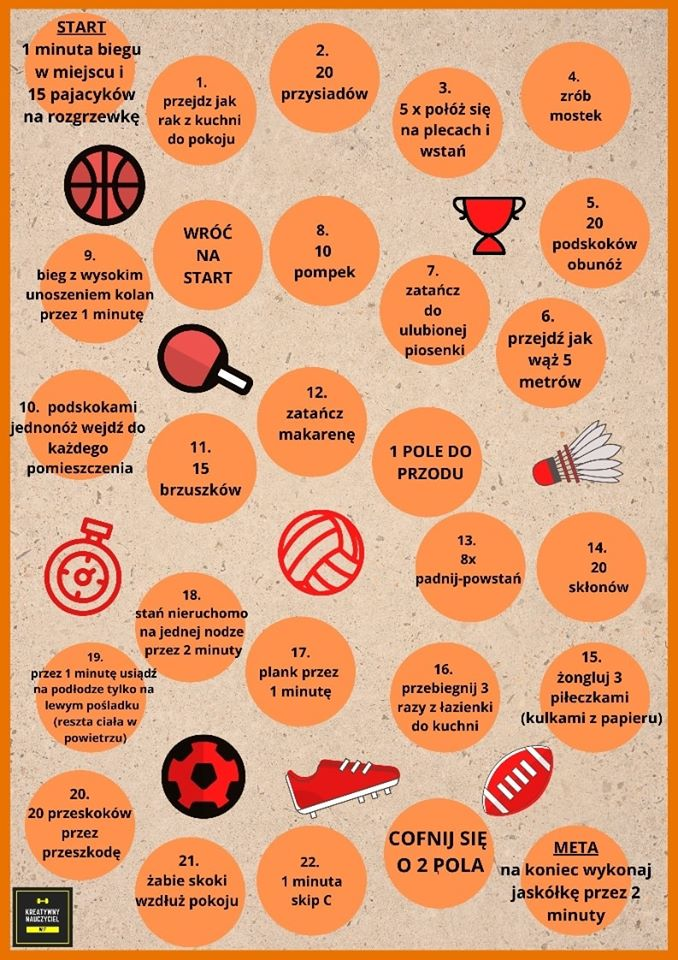 START
1 minuta biegu
w miejscu i
15 pajacyków
na rozgrzewkę
1.
przejdz jak
rak z kuchni
do pokoju
2.
20
przysiadów
3.
5 x połóż się
na plecach i
wstań
4.
zrób
mostek
5.
20
podskoków
obunóż
6.
przejdź jak
wąż 5
metrów
7.
zatańcz
do
ulubionej
piosenki
8.
10
pompek
WRÓĆ
NA
START
9.
bieg z wysokim
unoszeniem kolan
przez 1 minutę
10. podskokami
jednonóż wejdź do
każdego
pomieszczenia
11.
15
brzuszków
12.
zatańcz
makarenę
1 POLE DO
PRZODU
13.
8x
padnij-powstań
14.
20
skłonów
15.
żongluj 3
piłeczkami
(kulkami z papieru)
16.
przebiegnij 3
razy z łazienki
do kuchni
17.
plank przez
1 minutę
18.
stań nieruchomo
na jednej nodze
przez 2 minuty
19.
przez 1 minutę usiądź
na podłodze tylko na
lewym pośladku
(reszta ciała w
powietrzu)
20.
20 przeskoków
przez
przeszkodę
21.
żabie skoki
wzdłuż pokoju
22.
1 minuta
skip C
COFNIJ SIĘ
O 2 POLA
META
na koniec wykonaj
jaskółkę przez 2
minuty
KREATYWNY
NAUCZYCIEL
WF